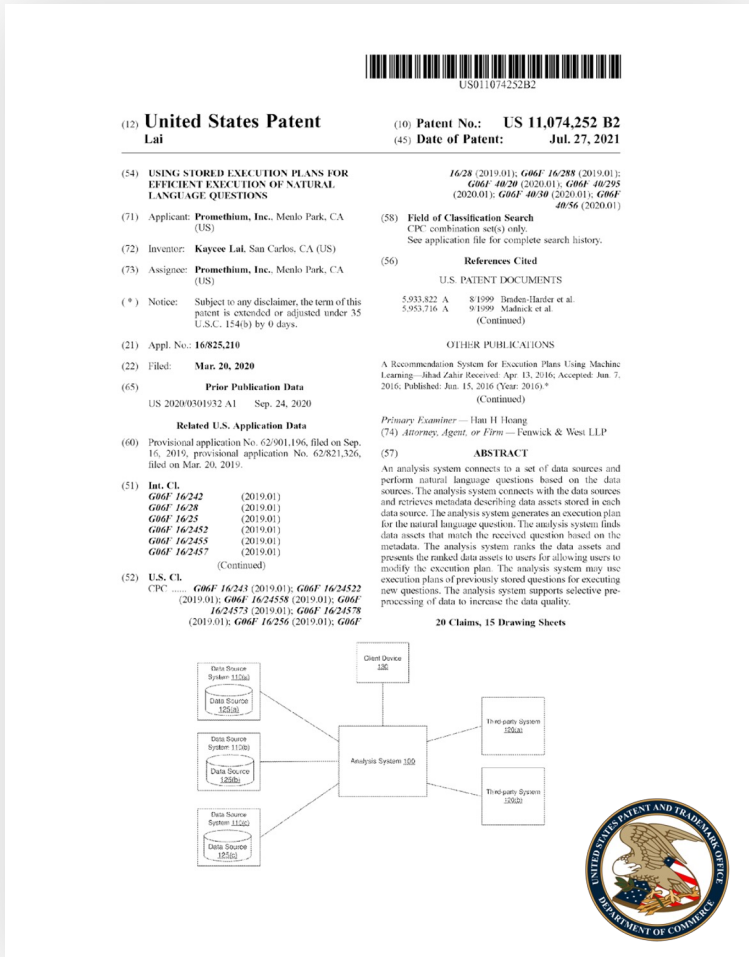 US011074252B2
(12) United States Patent
Lai
(10) Patent No.: US 11,074,252 B2
(45) Date of Patent: Jul. 27, 2021
(54) USING STORED EXECUTION PLANS FOR
EFFICIENT EXECUTION OF NATURAL
LANGUAGE QUESTIONS
(71) Applicant: Promethium, Inc., Menlo Park, CA
(US)
(72) Inventor: Kaycee Lai, San Carlos, CA (US)
(73) Assignee: Promethium, Inc., Menlo Park, CA
(US)
( * ) Notice: Subject to any disclaimer, the term of this
patent is extended or adjusted under 35
U.S.C. 154(b) by 0 days.
(21) Appl. No.: 16/825,210
(22) Filed: Mar. 20, 2020
(65) Prior Publication Data
US 2020/0301932 A1 Sep. 24, 2020
Related U.S. Application Data
(60) Provisional application No. 62/901,196, filed on Sep.
16, 2019, provisional application No. 62/821,326,
filed on Mar. 20, 2019.
(51) Int. Cl.
G06F 16/242 (2019.01)
G06F 16/28 (2019.01)
G06F 16/25 (2019.01)
G06F 16/2452 (2019.01)
G06F 16/2455 (2019.01)
G06F 16/2457 (2019.01)
(Continued)
(52) U.S. Cl.
CPC ...... G06F 16/243 (2019.01); G06F 16/24522
(2019.01); G06F 16/24558 (2019.01); G06F
16/24573 (2019.01); G06F 16/24578
(2019.01); G06F 16/256 (2019.01); G06F
16/28 (2019.01); G06F 16/288 (2019.01);
G06F 40/20 (2020.01); G06F 40/295
(2020.01); G06F 40/30 (2020.01); G06F
40/56 (2020.01)
(58) Field of Classification Search
CPC combination set(s) only.
See application file for complete search history.
(56) References Cited
U.S. PATENT DOCUMENTS
5,933,822 A 8/1999 Braden-Harder et al.
5,953,716 A 9/1999 Madnick et al.
(Continued)
OTHER PUBLICATIONS
A Recommendation System for Execution Plans Using Machine
Learning—Jihad Zahir Received: Apr. 13, 2016; Accepted: Jun. 7,
2016; Published: Jun. 15, 2016 (Year: 2016).*
(Continued)
Primary Examiner — Hau H Hoang
(74) Attorney, Agent, or Firm — Fenwick & West LLP
(57) ABSTRACT
An analysis system connects to a set of data sources and
perform natural language questions based on the data
sources. The analysis system connects with the data sources
and retrieves metadata describing data assets stored in each
data source. The analysis system generates an execution plan
for the natural language question. The analysis system finds
data assets that match the received question based on the
metadata. The analysis system ranks the data assets and
presents the ranked data assets to users for allowing users to
modify the execution plan. The analysis system may use
execution plans of previously stored questions for executing
new questions. The analysis system supports selective pre-
processing of data to increase the data quality.
20 Claims, 15 Drawing Sheets
Client Device
130
Data Source
System 110(a)
Data Source
125(a)
Data Source
System 110(b)
Data Source
125(b)
Data Source
System 110(c)
Data Source
125(c)
Analysis System 100
Third-party System
120(a)
Third-party System
120(b)
UNITED STATES PATENT AND TRADEMARK OFFICE
DEPARTMENT OF COMMERCE